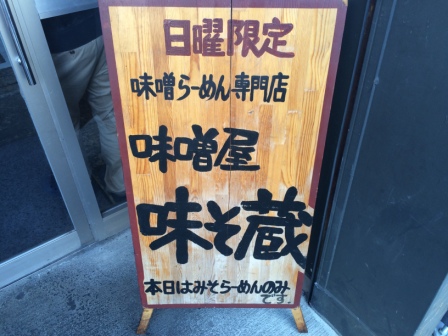 日曜限定
味噌らーめん専門店
味噌屋
味そ蔵
本日はみそらーめんのみ
です。